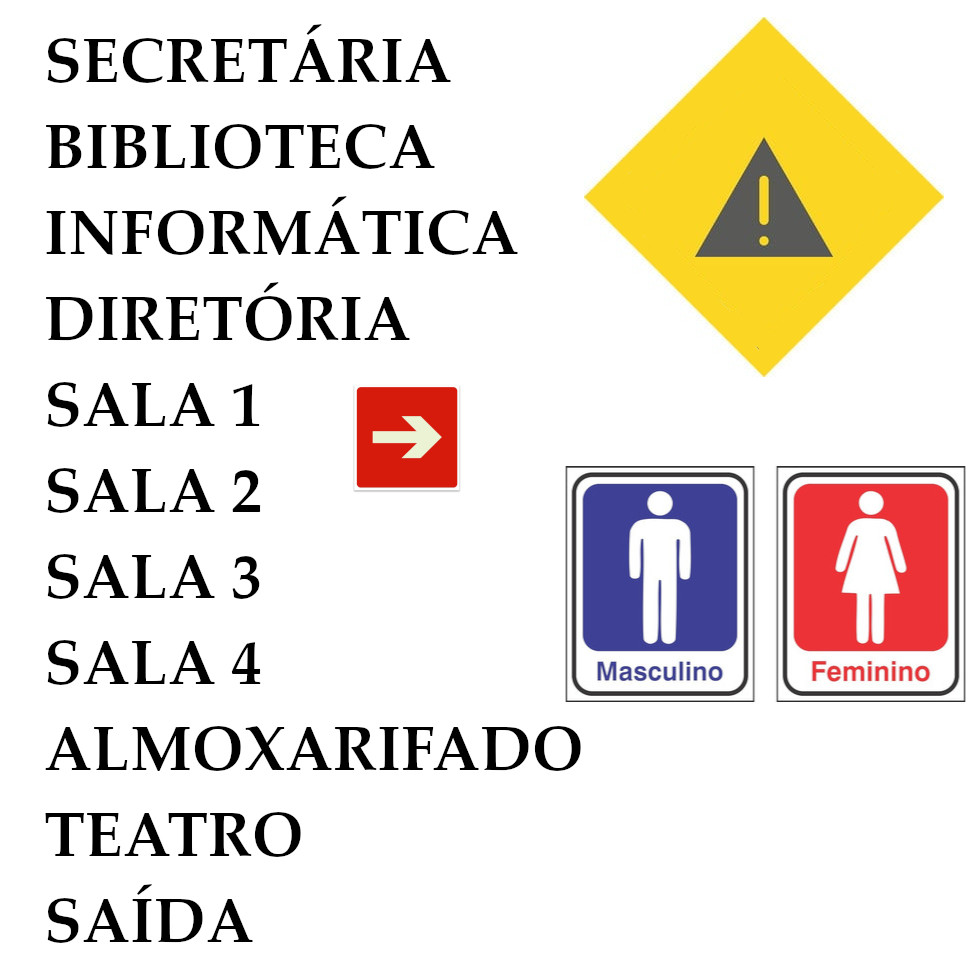 SECRETÁRIA
BIBLIOTECA
INFORMÁTICA
DIRETÓRIA
SALA 1
SALA 2
SALA 3
SALA 4
ALMOXARIFADO
TEATRO
SAÍDA
!
Masculino
Feminino